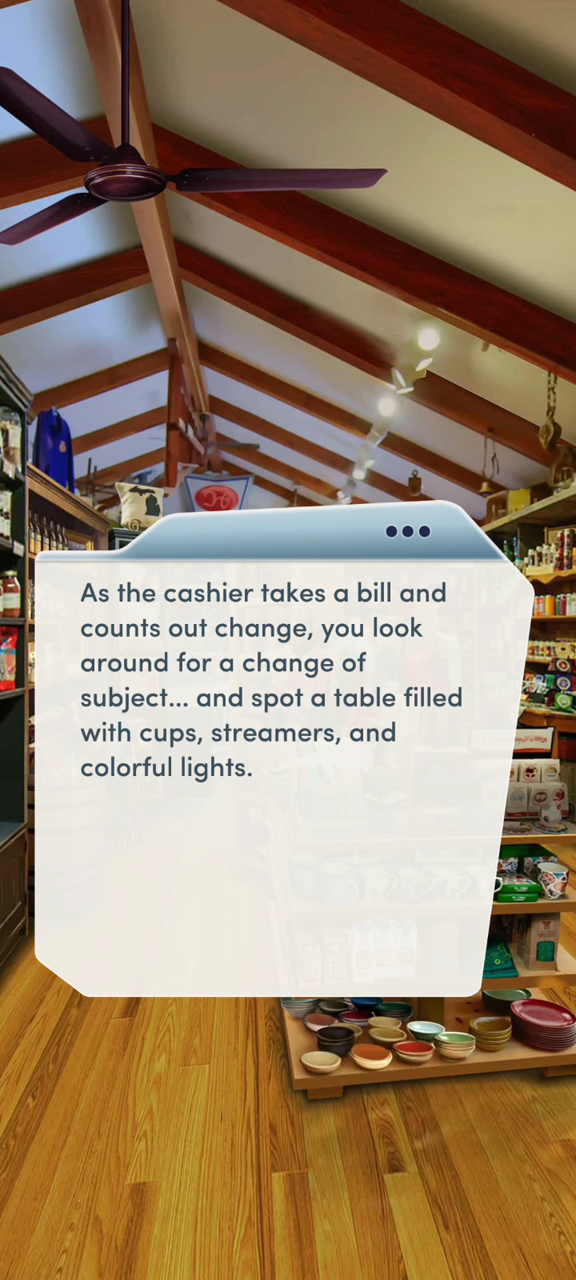 As the cashier takes a bill and
counts out change, you look
around for a change of
subject... and spot a table filled
with cups, streamers, and
colorful lights.